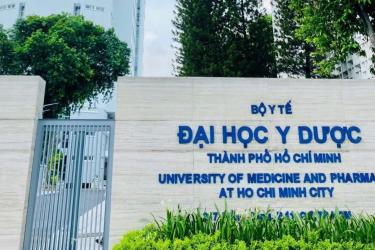 BỘ Y TẾ
ĐẠI HỌC Y DƯỢC
THÀNH PHỐ HỒ CHÍ MINH
UNIVERSITY OF MEDICINE AND PHARMA
AT HO CHI MINH CITY